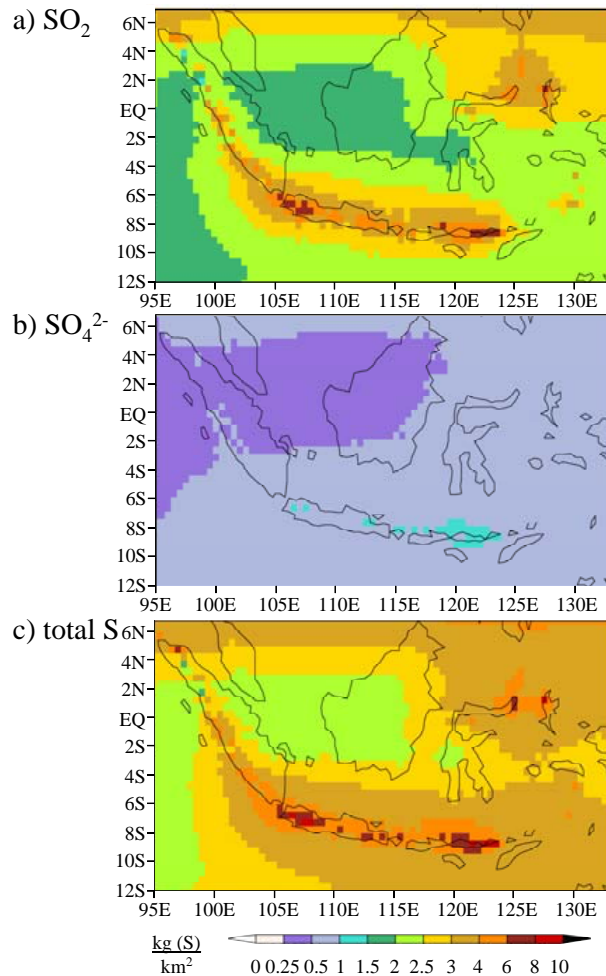 a) SO2
6N
4N
2N
EQ
2S
4S
6S
8S
10S
12S
95E 100E 105E 110E 115E 120E 125E 130E
b) SO4 2-
6N
4N
2N
EQ
2S
4S
6S
8S
10S
12S
95E 100E 105E 110E 115E 120E 125E 130E
c) total S
6N
4N
2N
EQ
2S
4S
6S
8S
10S
12S
95E 100E 105E 110E 115E 120E 125E 130E
kg (S)
km2
0 0.25 0.5 1 1.5 2 2.5 3 4 6 8 10